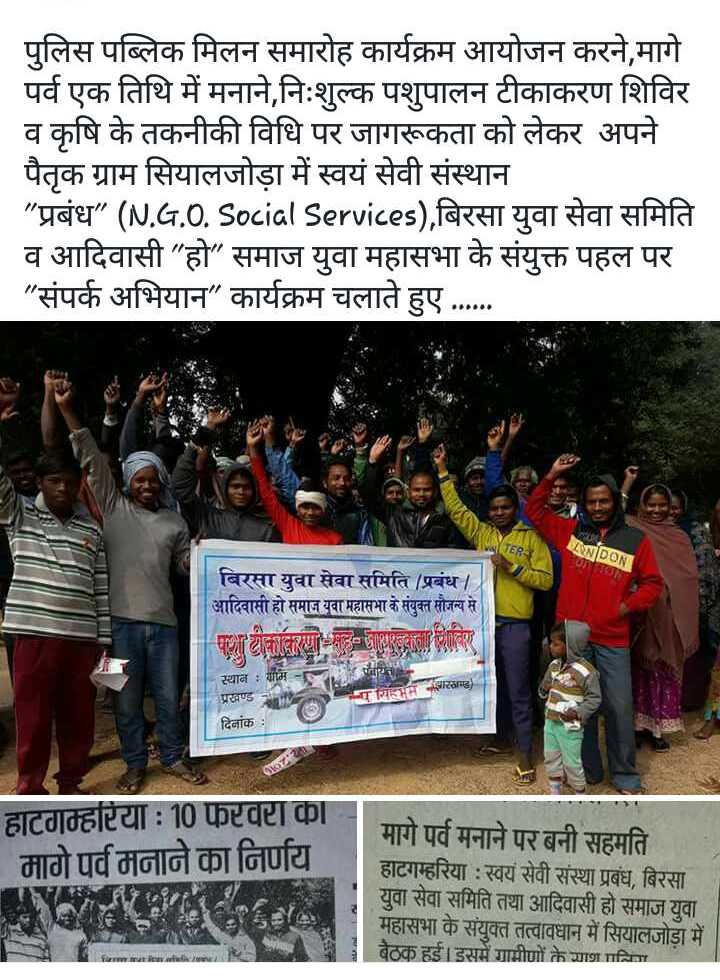 पुलिस पब्लिक मिलन समारोह कार्यक्रम आयोजन करने,मागे
पर्व एक तिथि में मनाने,नि:शुल्क पशुपालन टीकाकरण शिविर
व कृषि के तकनीकी विधि पर जागरूकता को लेकर अपने
पैतृक ग्राम सियालजोड़ा में स्वयं सेवी संस्थान
"प्रबंध" (N.G.O. Social Services),बिरसा युवा सेवा समिति
व आदिवासी "हो" समाज युवा महासभा के संयुक्त पहल पर
"संपर्क अभियान" कार्यक्रम चलाते हुए ......
LONDON
बिरसा युवा सेवा समिति /प्रबंध /
आदिवासी हो समाज युवा महासभा के संयुक्त सौजन्य से
पशु टीकाकरण-सह-जागरूकता शिविर
स्थान : ग्राम - पंचायत
प्रखण्ड - प० सिंहभूम (झारखण्ड)
दिनांक :
हाटगम्हरिया : 10 फरवरी को
मागे पर्व मनाने का निर्णय
मागे पर्व मनाने पर बनी सहमति
हाटगम्हरिया : स्वयं सेवी संस्था प्रबंध, बिरसा
युवा सेवा समिति तथा आदिवासी हो समाज युवा
महासभा के संयुक्त तत्वावधान में सियालजोड़ा में
बैठक हुई। इसमें ग्रामीणों के साथ पुलिस